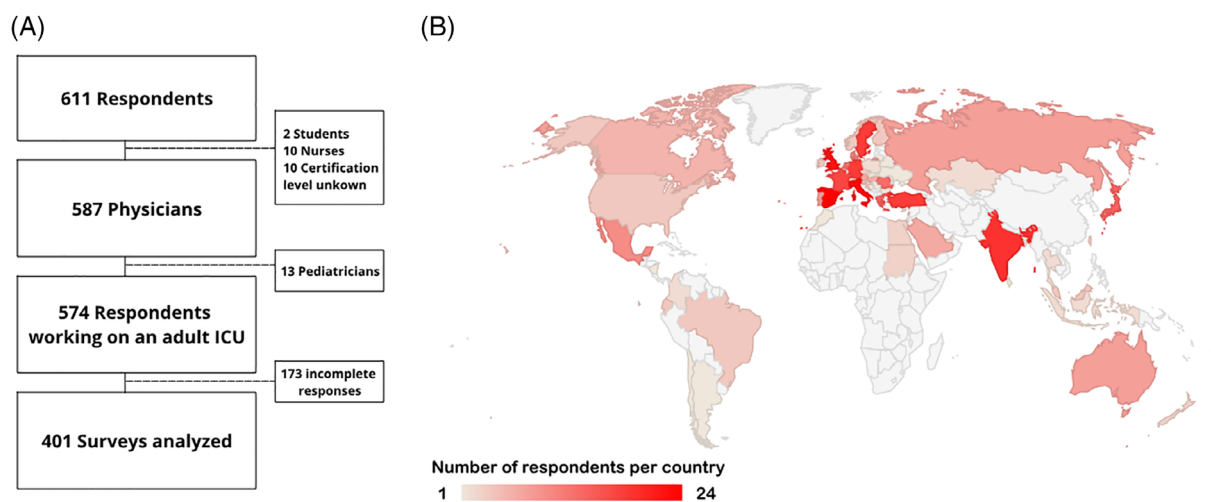 (A)
611 Respondents
2 Students
10 Nurses
10 Certification
level unkown
587 Physicians
13 Pediatricians
574 Respondents
working on an adult ICU
173 incomplete
responses
401 Surveys analyzed
(B)
Number of respondents per country
1 24